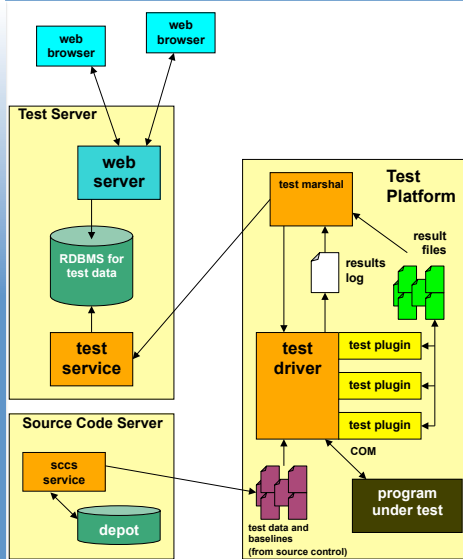 web
browser
web
browser
Test Server
web
server
RDBMS for
test data
test
service
Test
Platform
test marshal
result
files
results
log
test
driver
test plugin
test plugin
test plugin
COM
program
under test
test data and
baselines
(from source control)
Source Code Server
sccs
service
depot